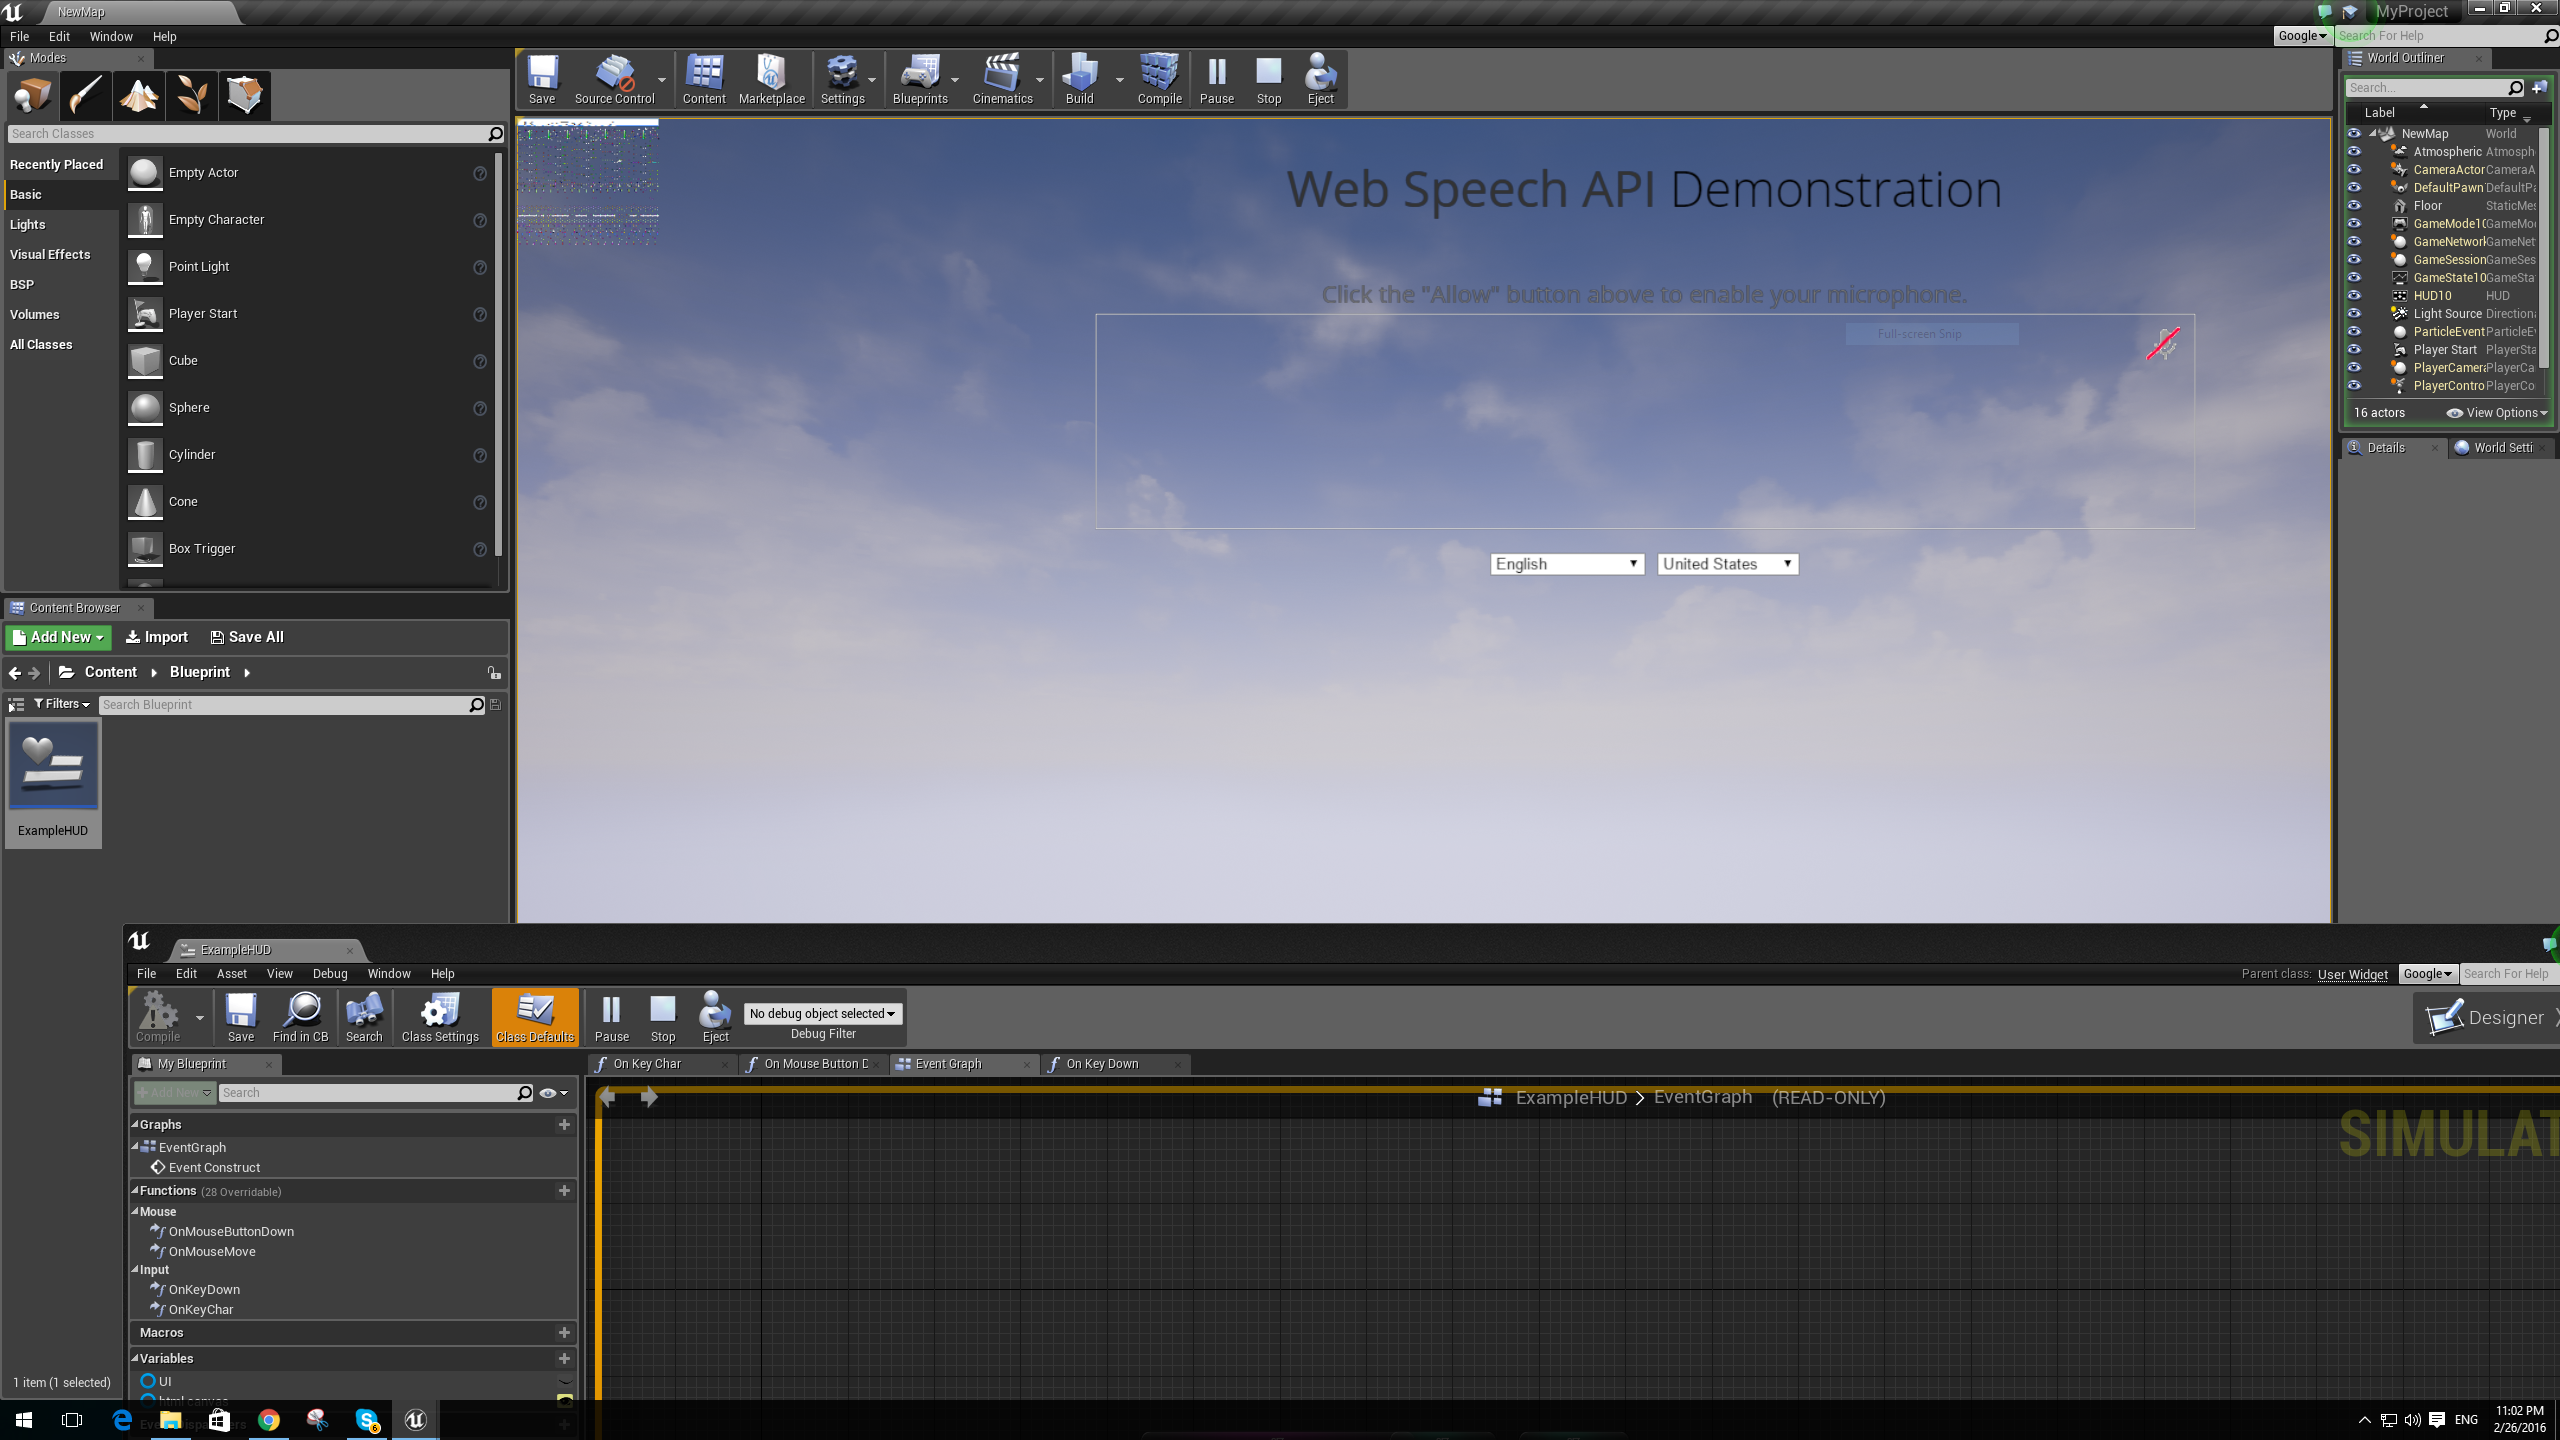 NewMap
MyProject
File Edit Window Help
Google
Search For Help
Modes
Search Classes
Recently Placed
Basic
Lights
Visual Effects
BSP
Volumes
All Classes
Empty Actor
Empty Character
Point Light
Player Start
Cube
Sphere
Cylinder
Cone
Box Trigger
Save
Source Control
Content
Marketplace
Settings
Blueprints
Cinematics
Build
Compile
Pause
Stop
Eject
Web Speech API Demonstration
Click the "Allow" button above to enable your microphone.
Full-screen Snip
English
United States
World Outliner
Search...
Label Type
NewMap World
Atmospheric Atmosph
CameraActor CameraA
DefaultPawn DefaultPa
Floor StaticMes
GameMode10 GameMo
GameNetwork GameNet
GameSession GameSes
GameState10 GameSta
HUD10 HUD
Light Source Directiona
ParticleEvent ParticleE
Player Start PlayerSta
PlayerCamera PlayerCa
PlayerContro PlayerCo
16 actors
View Options
Details
World Setti
Content Browser
Add New
Import
Save All
Content
Blueprint
Filters
Search Blueprint
ExampleHUD
1 item (1 selected)
ExampleHUD
File Edit Asset View Debug Window Help
Parent class: User Widget
Google
Search For Help
Compile
Save
Find in CB
Search
Class Settings
Class Defaults
Pause
Stop
Eject
No debug object selected
Debug Filter
Designer
My Blueprint
Add New
Search
Graphs
EventGraph
Event Construct
Functions (28 Overridable)
Mouse
OnMouseButtonDown
OnMouseMove
Input
OnKeyDown
OnKeyChar
Macros
Variables
UI
html canvas
On Key Char
On Mouse Button D
Event Graph
On Key Down
ExampleHUD > EventGraph (READ-ONLY)
SIMULAT
6
ENG
11:02 PM
2/26/2016